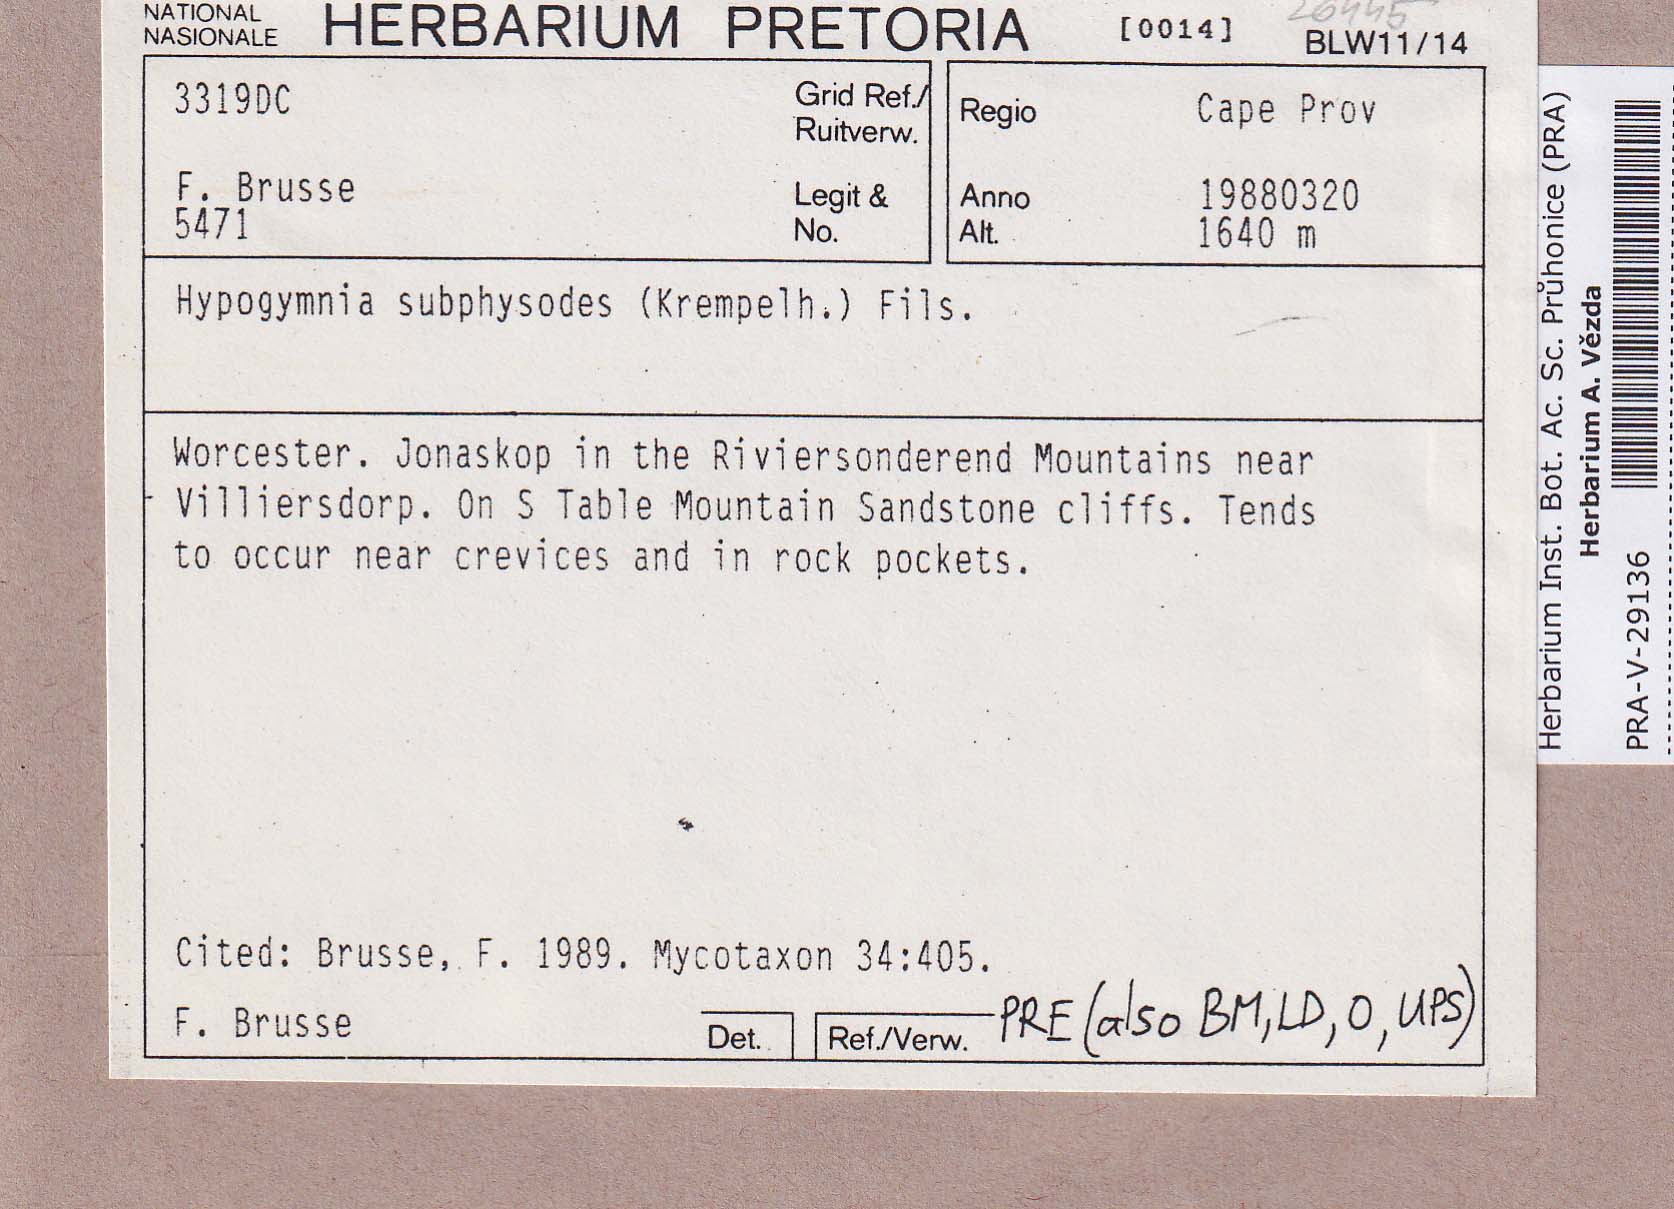 NATIONAL
NASIONALE
HERBARIUM PRETORIA
[0014]
26445
BLW11/14
3319DC
Grid Ref./
Ruitverw.
Regio
Cape Prov
F. Brusse
5471
Legit &
No.
Anno
19880320
Alt.
1640 m
Hypogymnia subphysodes (Krempelh.) Fils.
Worcester. Jonaskop in the Riviersonderend Mountains near
Villiersdorp. On S Table Mountain Sandstone cliffs. Tends
to occur near crevices and in rock pockets.
Cited: Brusse, F. 1989. Mycotaxon 34:405.
F. Brusse
Det.
Ref./Verw.
PRE (also BM, LD, O, UPS)
Herbarium Inst. Bot. Ac. Sc. Průhonice (PRA)
Herbarium A. Vězda
PRA-V-29136